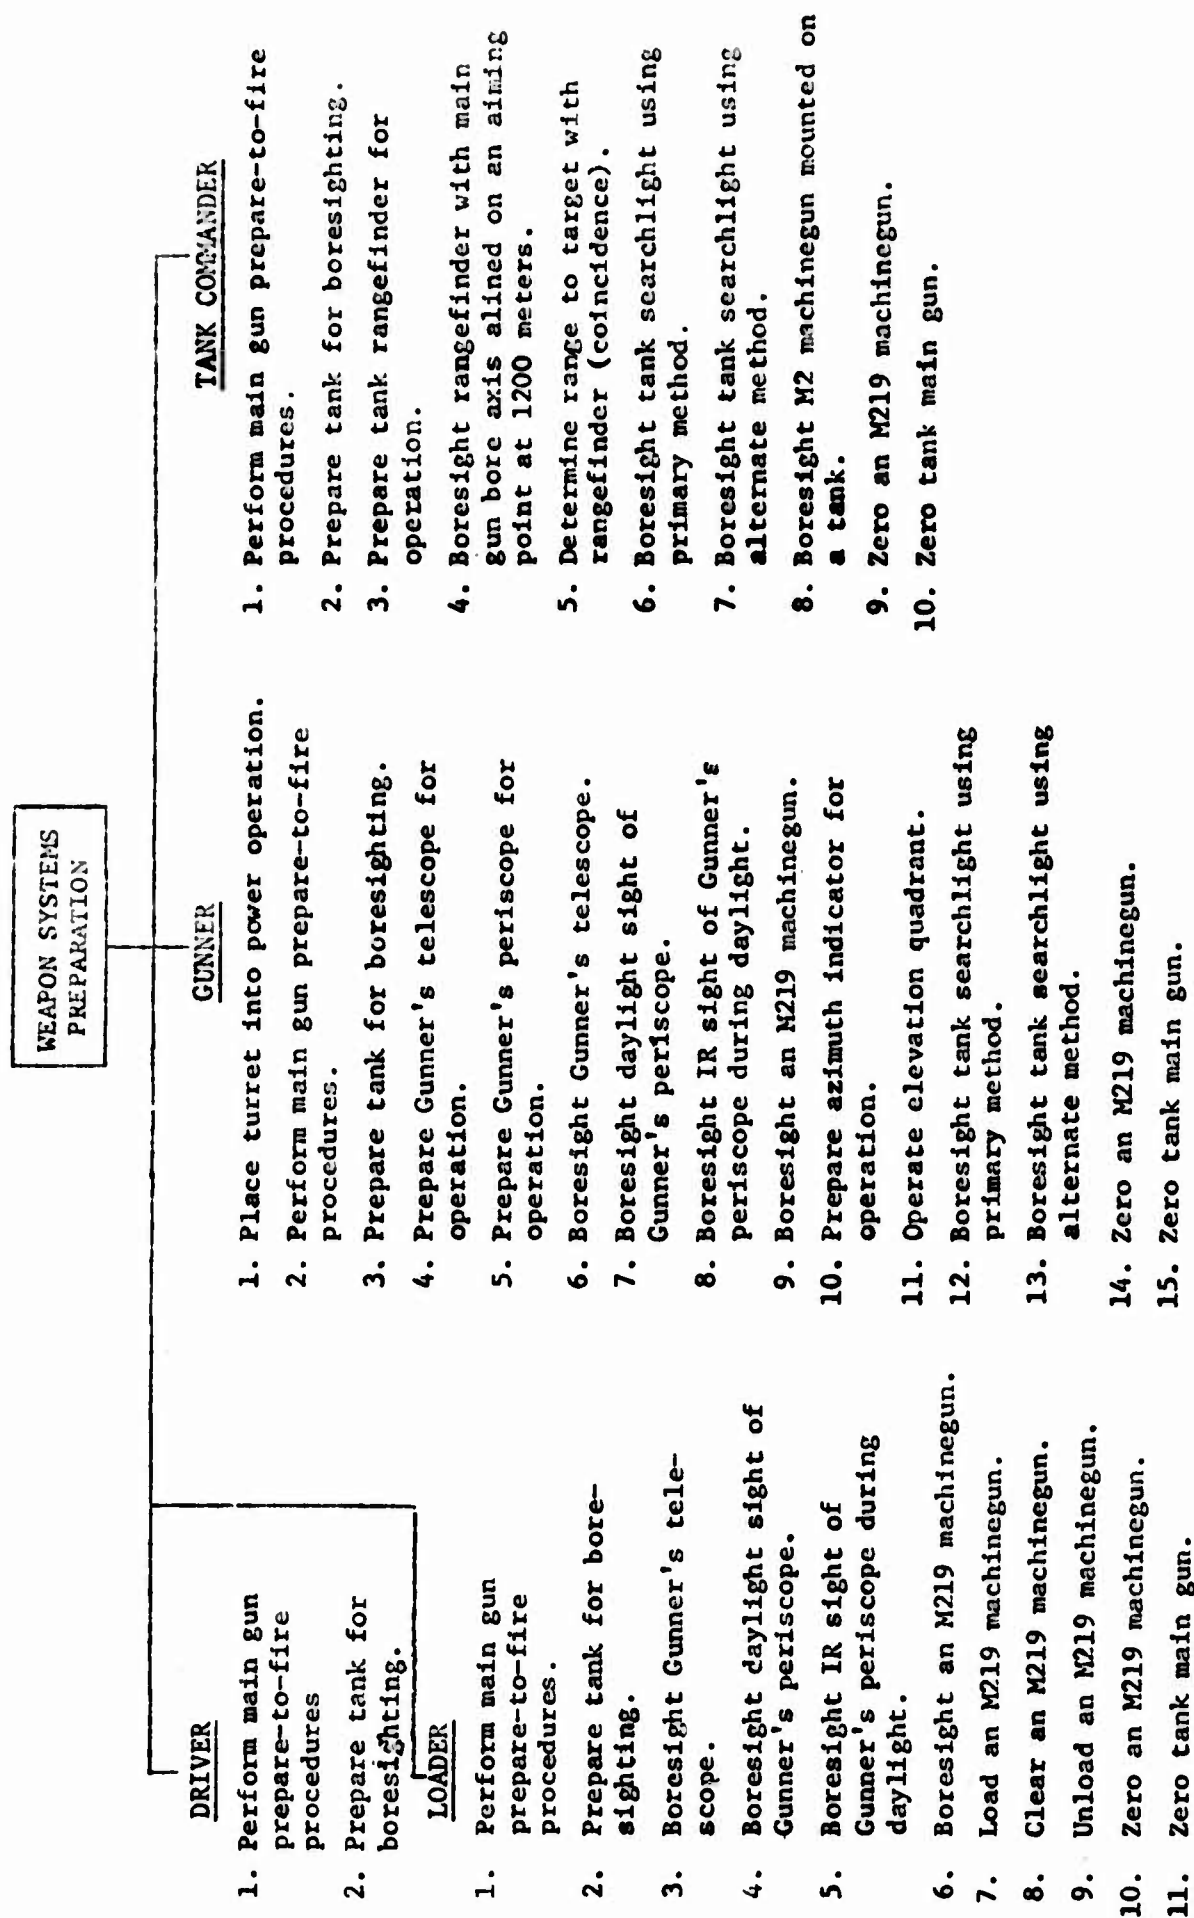 WEAPON SYSTEMS
PREPARATION
DRIVER
1. Perform main gun
prepare-to-fire
procedures
2. Prepare tank for
boresighting.
LOADER
1. Perform main gun
prepare-to-fire
procedures.
2. Prepare tank for bore-
sighting.
3. Boresight Gunner's tele-
scope.
4. Boresight daylight sight of
Gunner's periscope.
5. Boresight IR sight of
Gunner's periscope during
daylight.
6. Boresight an M219 machinegun.
7. Load an M219 machinegun.
8. Clear an M219 machinegun.
9. Unload an M219 machinegun.
10. Zero an M219 machinegun.
11. Zero tank main gun.
GUNNER
1. Place turret into power operation.
2. Perform main gun prepare-to-fire
procedures.
3. Prepare tank for boresighting.
4. Prepare Gunner's telescope for
operation.
5. Prepare Gunner's periscope for
operation.
6. Boresight Gunner's telescope.
7. Boresight daylight sight of
Gunner's periscope.
8. Boresight IR sight of Gunner's
periscope during daylight.
9. Boresight an M219 machinegun.
10. Prepare azimuth indicator for
operation.
11. Operate elevation quadrant.
12. Boresight tank searchlight using
primary method.
13. Boresight tank searchlight using
alternate method.
14. Zero an M219 machinegun.
15. Zero tank main gun.
TANK COMMANDER
1. Perform main gun prepare-to-fire
procedures.
2. Prepare tank for boresighting.
3. Prepare tank rangefinder for
operation.
4. Boresight rangefinder with main
gun bore axis alined on an aiming
point at 1200 meters.
5. Determine range to target with
rangefinder (coincidence).
6. Boresight tank searchlight using
primary method.
7. Boresight tank searchlight using
alternate method.
8. Boresight M2 machinegun mounted on
a tank.
9. Zero an M219 machinegun.
10. Zero tank main gun.